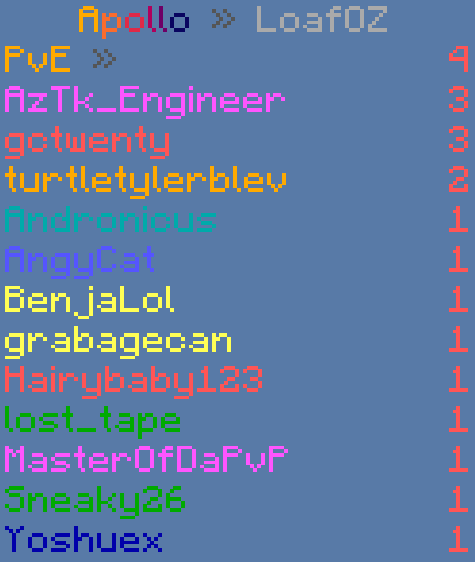 Apollo » LoafOZ
PvE » 4
AzTk_Engineer 3
gotwenty 3
turtletylerblev 2
Andronicus 1
AngyCat 1
BenjaLol 1
grabagecan 1
Hairybaby123 1
lost_tape 1
MasterOfDaPvP 1
Sneaky26 1
Yoshuex 1